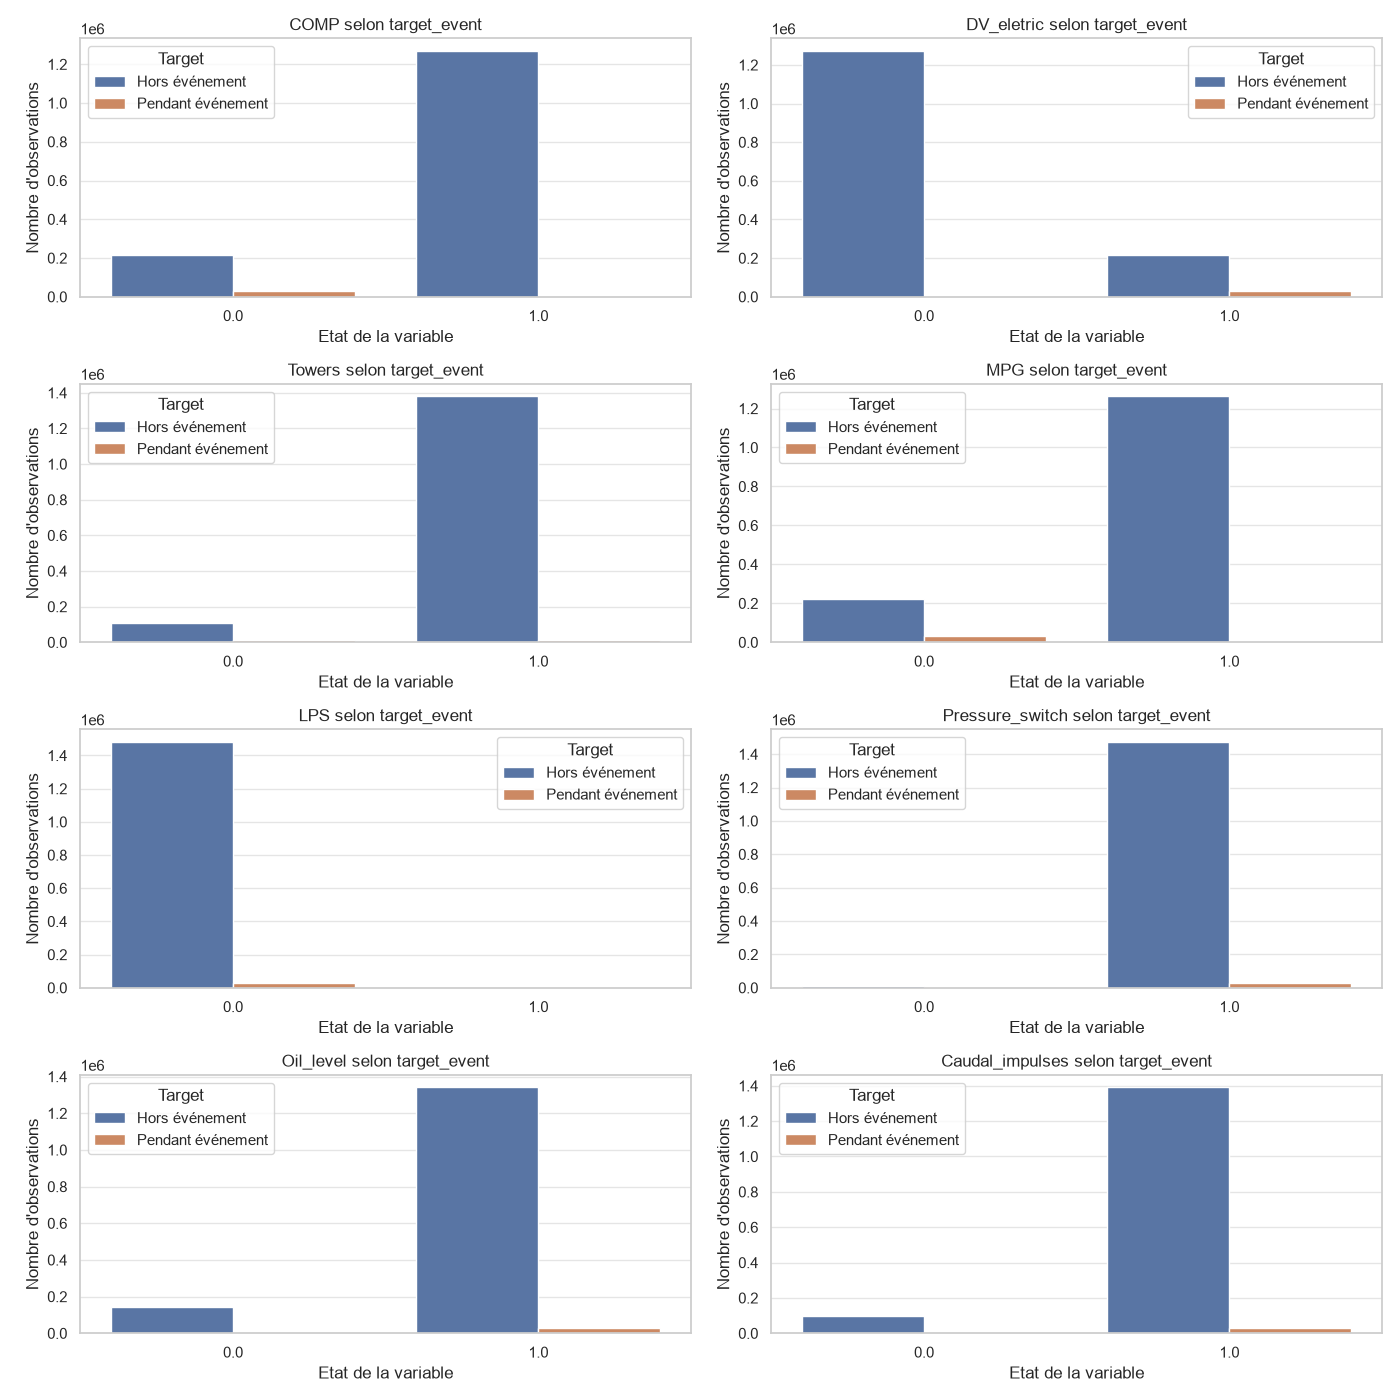 COMP selon target_event
1e6
Target
Hors événement
Pendant événement
1.2
1.0
0.8
0.6
0.4
0.2
0.0
Nombre d'observations
0.0
1.0
Etat de la variable
DV_eletric selon target_event
1e6
Target
Hors événement
Pendant événement
1.2
1.0
0.8
0.6
0.4
0.2
0.0
Nombre d'observations
0.0
1.0
Etat de la variable
Towers selon target_event
1e6
Target
Hors événement
Pendant événement
1.4
1.2
1.0
0.8
0.6
0.4
0.2
0.0
Nombre d'observations
0.0
1.0
Etat de la variable
MPG selon target_event
1e6
Target
Hors événement
Pendant événement
1.2
1.0
0.8
0.6
0.4
0.2
0.0
Nombre d'observations
0.0
1.0
Etat de la variable
LPS selon target_event
1e6
Target
Hors événement
Pendant événement
1.4
1.2
1.0
0.8
0.6
0.4
0.2
0.0
Nombre d'observations
0.0
1.0
Etat de la variable
Pressure_switch selon target_event
1e6
Target
Hors événement
Pendant événement
1.4
1.2
1.0
0.8
0.6
0.4
0.2
0.0
Nombre d'observations
0.0
1.0
Etat de la variable
Oil_level selon target_event
1e6
Target
Hors événement
Pendant événement
1.4
1.2
1.0
0.8
0.6
0.4
0.2
0.0
Nombre d'observations
0.0
1.0
Etat de la variable
Caudal_impulses selon target_event
1e6
Target
Hors événement
Pendant événement
1.4
1.2
1.0
0.8
0.6
0.4
0.2
0.0
Nombre d'observations
0.0
1.0
Etat de la variable